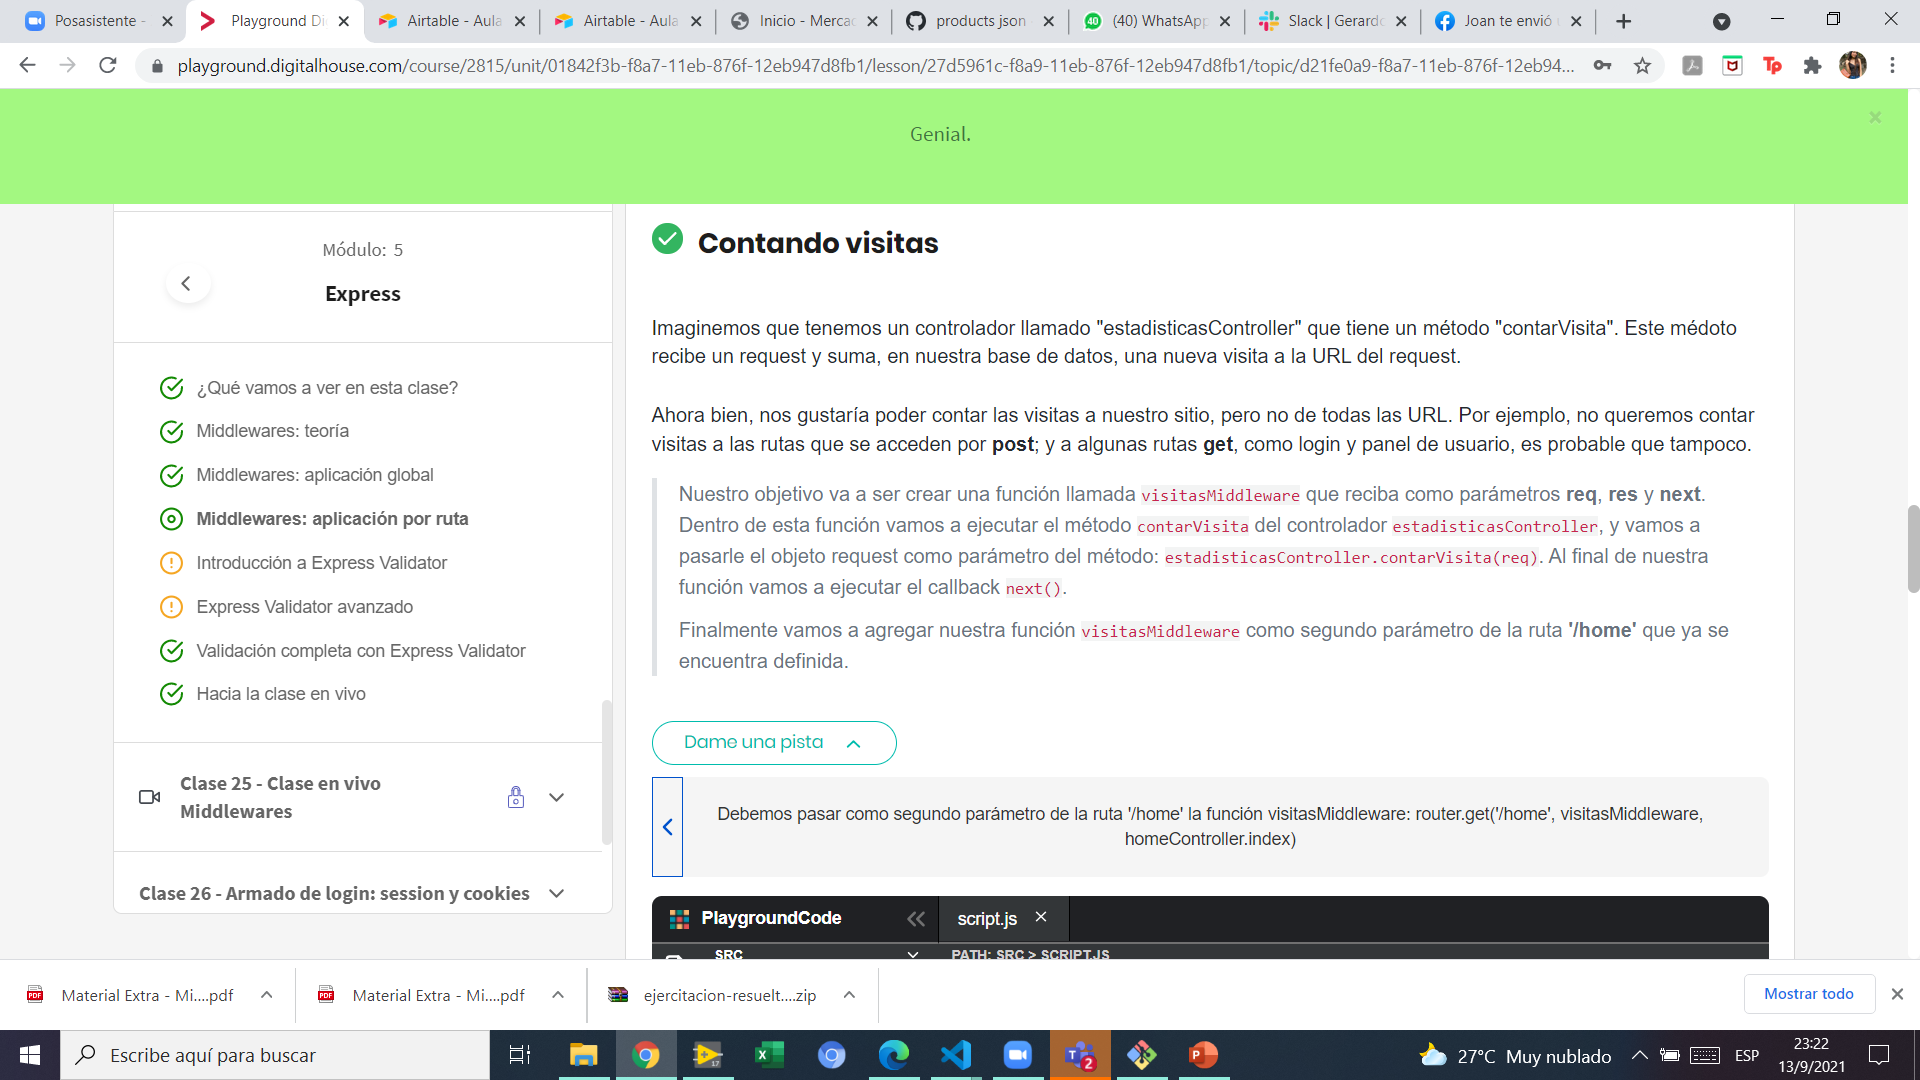 Posasistente -
Playground Di
Airtable - Aula
Airtable - Aula
Inicio - Merca
products json
(40) WhatsApp
Slack | Gerardo
Joan te envió
playground.digitalhouse.com/course/2815/unit/01842f3b-f8a7-11eb-876f-12eb947d8fb1/lesson/27d5961c-f8a9-11eb-876f-12eb947d8fb1/topic/d21fe0a9-f8a7-11eb-876f-12eb94...
Genial.
Módulo: 5
Express
¿Qué vamos a ver en esta clase?
Middlewares: teoría
Middlewares: aplicación global
Middlewares: aplicación por ruta
Introducción a Express Validator
Express Validator avanzado
Validación completa con Express Validator
Hacia la clase en vivo
Clase 25 - Clase en vivo
Middlewares
Clase 26 - Armado de login: session y cookies
Contando visitas
Imaginemos que tenemos un controlador llamado "estadisticasController" que tiene un método "contarVisita". Este médoto
recibe un request y suma, en nuestra base de datos, una nueva visita a la URL del request.
Ahora bien, nos gustaría poder contar las visitas a nuestro sitio, pero no de todas las URL. Por ejemplo, no queremos contar
visitas a las rutas que se acceden por post; y a algunas rutas get, como login y panel de usuario, es probable que tampoco.
Nuestro objetivo va a ser crear una función llamada visitasMiddleware que reciba como parámetros req, res y next.
Dentro de esta función vamos a ejecutar el método contarVisita del controlador estadisticasController, y vamos a
pasarle el objeto request como parámetro del método: estadisticasController.contarVisita(req). Al final de nuestra
función vamos a ejecutar el callback next().
Finalmente vamos a agregar nuestra función visitasMiddleware como segundo parámetro de la ruta '/home' que ya se
encuentra definida.
Dame una pista
Debemos pasar como segundo parámetro de la ruta '/home' la función visitasMiddleware: router.get('/home', visitasMiddleware,
homeController.index)
PlaygroundCode
script.js
SRC
PATH: SRC > SCRIPT.JS
Material Extra - Mi....pdf
Material Extra - Mi....pdf
ejercitacion-resuelt....zip
Mostrar todo
Escribe aquí para buscar
27°C Muy nublado
ESP
23:22
13/9/2021